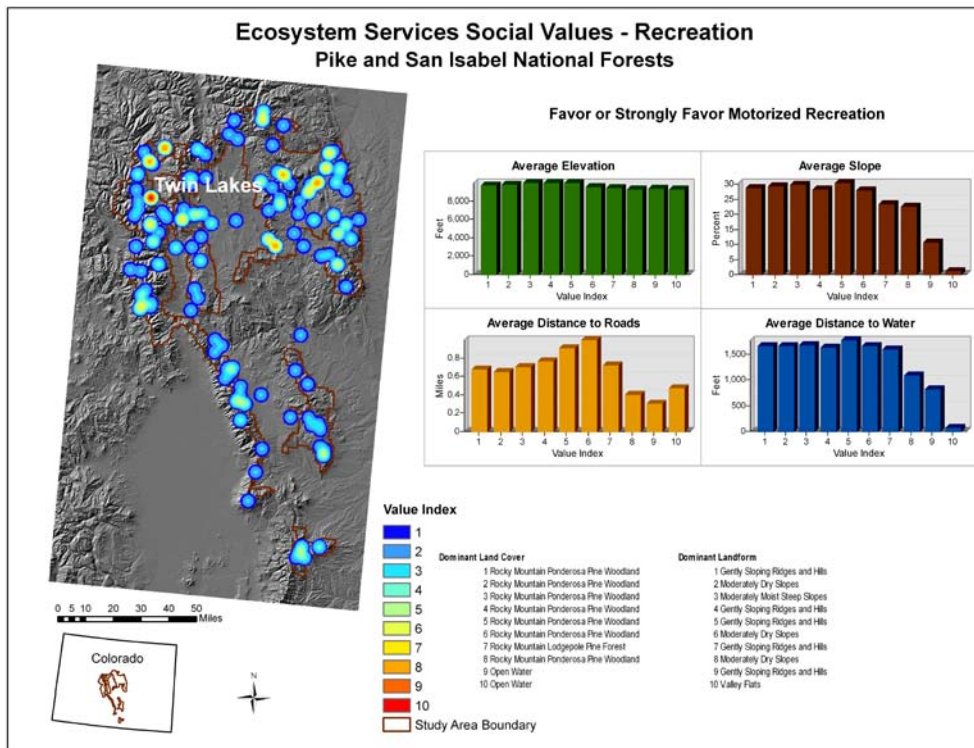 Ecosystem Services Social Values - Recreation
Pike and San Isabel National Forests
Twin Lakes
Favor or Strongly Favor Motorized Recreation
Average Elevation
Feet
8,000
6,000
4,000
2,000
0
1 2 3 4 5 6 7 8 9 10
Value Index
Average Slope
Percent
30
25
20
15
10
5
0
1 2 3 4 5 6 7 8 9 10
Value Index
Average Distance to Roads
Miles
0.8
0.6
0.4
0.2
0
1 2 3 4 5 6 7 8 9 10
Value Index
Average Distance to Water
Feet
1,500
1,000
500
0
1 2 3 4 5 6 7 8 9 10
Value Index
Value Index
1
2
3
4
5
6
7
8
9
10
Study Area Boundary
Dominant Land Cover
1 Rocky Mountain Ponderosa Pine Woodland
2 Rocky Mountain Ponderosa Pine Woodland
3 Rocky Mountain Ponderosa Pine Woodland
4 Rocky Mountain Ponderosa Pine Woodland
5 Rocky Mountain Ponderosa Pine Woodland
6 Rocky Mountain Ponderosa Pine Woodland
7 Rocky Mountain Lodgepole Pine Forest
8 Rocky Mountain Ponderosa Pine Woodland
9 Open Water
10 Open Water
Dominant Landform
1 Gently Sloping Ridges and Hills
2 Moderately Dry Slopes
3 Moderately Moist Steep Slopes
4 Gently Sloping Ridges and Hills
5 Gently Sloping Ridges and Hills
6 Moderately Dry Slopes
7 Gently Sloping Ridges and Hills
8 Moderately Dry Slopes
9 Gently Sloping Ridges and Hills
10 Valley Flats
0 5 10 20 30 40 50
Miles
Colorado
N